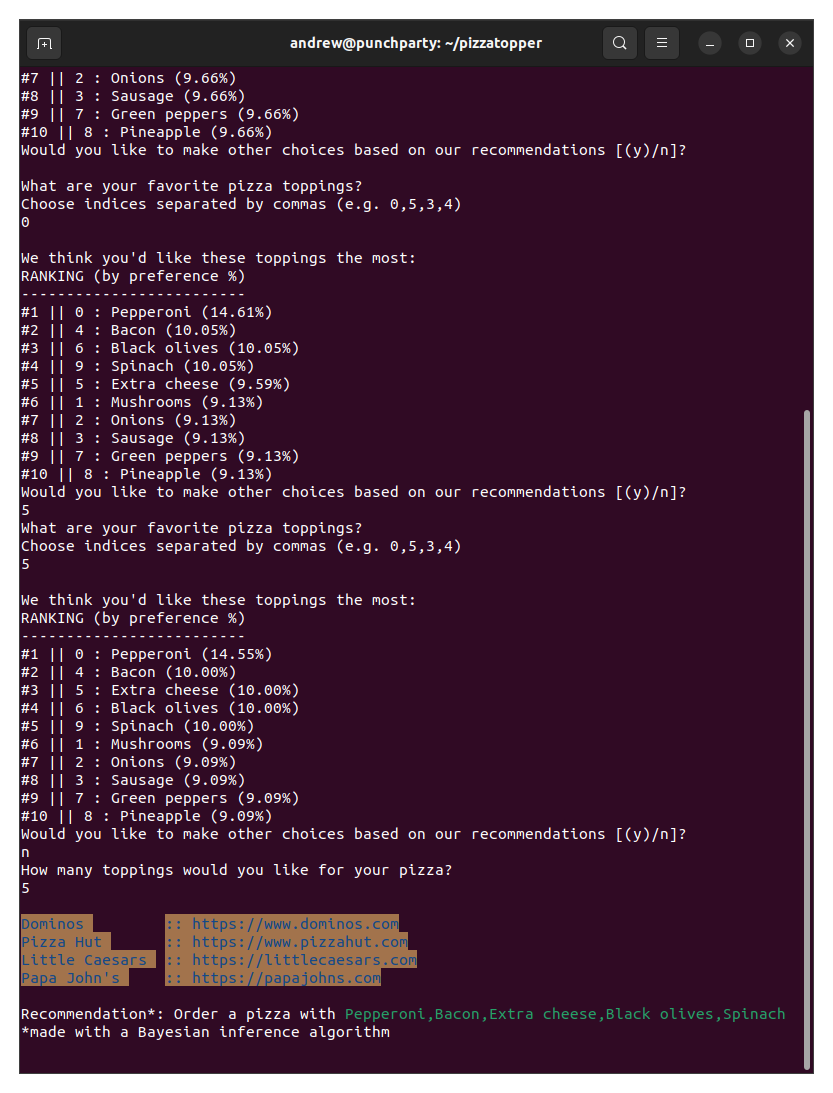 andrew@punchparty: ~/pizzatopper
#7 || 2 : Onions (9.66%)
#8 || 3 : Sausage (9.66%)
#9 || 7 : Green peppers (9.66%)
#10 || 8 : Pineapple (9.66%)
Would you like to make other choices based on our recommendations [(y)/n]?

What are your favorite pizza toppings?
Choose indices separated by commas (e.g. 0,5,3,4)
0

We think you'd like these toppings the most:
RANKING (by preference %)
-------------------------
#1 || 0 : Pepperoni (14.61%)
#2 || 4 : Bacon (10.05%)
#3 || 6 : Black olives (10.05%)
#4 || 9 : Spinach (10.05%)
#5 || 5 : Extra cheese (9.59%)
#6 || 1 : Mushrooms (9.13%)
#7 || 2 : Onions (9.13%)
#8 || 3 : Sausage (9.13%)
#9 || 7 : Green peppers (9.13%)
#10 || 8 : Pineapple (9.13%)
Would you like to make other choices based on our recommendations [(y)/n]?
5
What are your favorite pizza toppings?
Choose indices separated by commas (e.g. 0,5,3,4)
5

We think you'd like these toppings the most:
RANKING (by preference %)
-------------------------
#1 || 0 : Pepperoni (14.55%)
#2 || 4 : Bacon (10.00%)
#3 || 5 : Extra cheese (10.00%)
#4 || 6 : Black olives (10.00%)
#5 || 9 : Spinach (10.00%)
#6 || 1 : Mushrooms (9.09%)
#7 || 2 : Onions (9.09%)
#8 || 3 : Sausage (9.09%)
#9 || 7 : Green peppers (9.09%)
#10 || 8 : Pineapple (9.09%)
Would you like to make other choices based on our recommendations [(y)/n]?
n
How many toppings would you like for your pizza?
5

Dominos         :: https://www.dominos.com
Pizza Hut       :: https://www.pizzahut.com
Little Caesars  :: https://littlecaesars.com
Papa John's     :: https://papajohns.com

Recommendation*: Order a pizza with Pepperoni,Bacon,Extra cheese,Black olives,Spinach
*made with a Bayesian inference algorithm